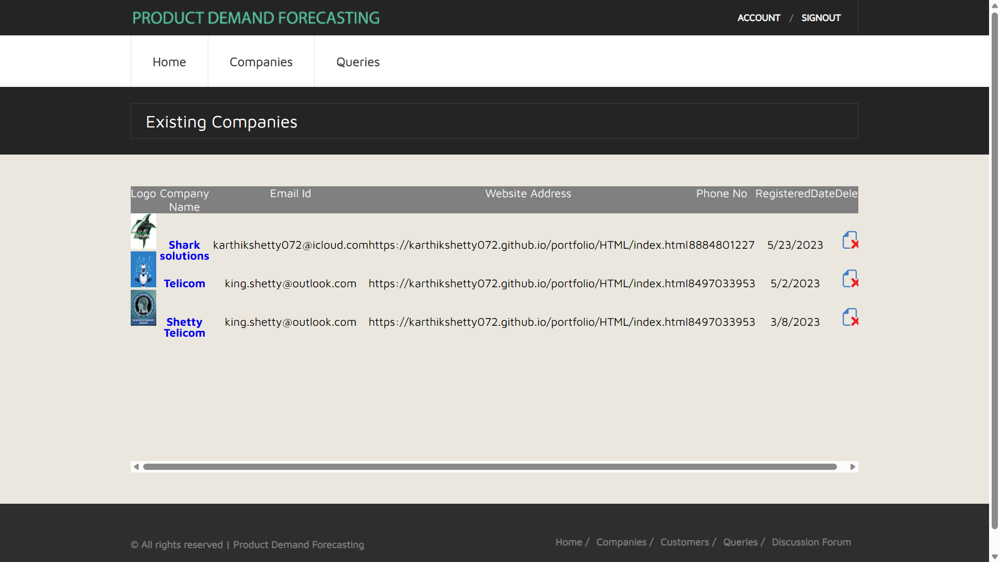 PRODUCT DEMAND FORECASTING
ACCOUNT / SIGNOUT
Home Companies Queries
Existing Companies
Logo Company Name Email Id Website Address Phone No RegisteredDate Dele
SHARK
Shark solutions karthikshetty072@icloud.com https://karthikshetty072.github.io/portfolio/HTML/index.html 8884801227 5/23/2023
Telicom king.shetty@outlook.com https://karthikshetty072.github.io/portfolio/HTML/index.html 8497033953 5/2/2023
Shetty Telicom king.shetty@outlook.com https://karthikshetty072.github.io/portfolio/HTML/index.html 8497033953 3/8/2023
© All rights reserved | Product Demand Forecasting
Home / Companies / Customers / Queries / Discussion Forum